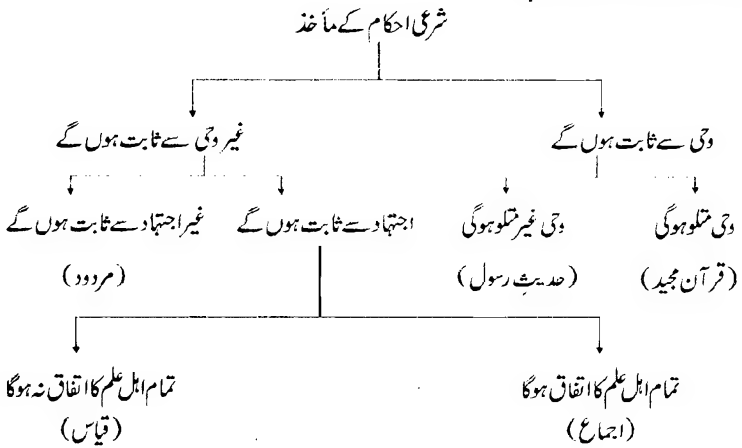 شرعی احکام کے مآخذ
وحی سے ثابت ہوں گے
غیر وحی سے ثابت ہوں گے
وحی متلو ہوگی
(قرآن مجید)
وحی غیر متلو ہوگی
(حدیثِ رسول)
اجتہاد سے ثابت ہوں گے
غیر اجتہاد سے ثابت ہوں گے
(مردود)
تمام اہل علم کا اتفاق ہوگا
(اجماع)
تمام اہل علم کا اتفاق نہ ہوگا
(قیاس)